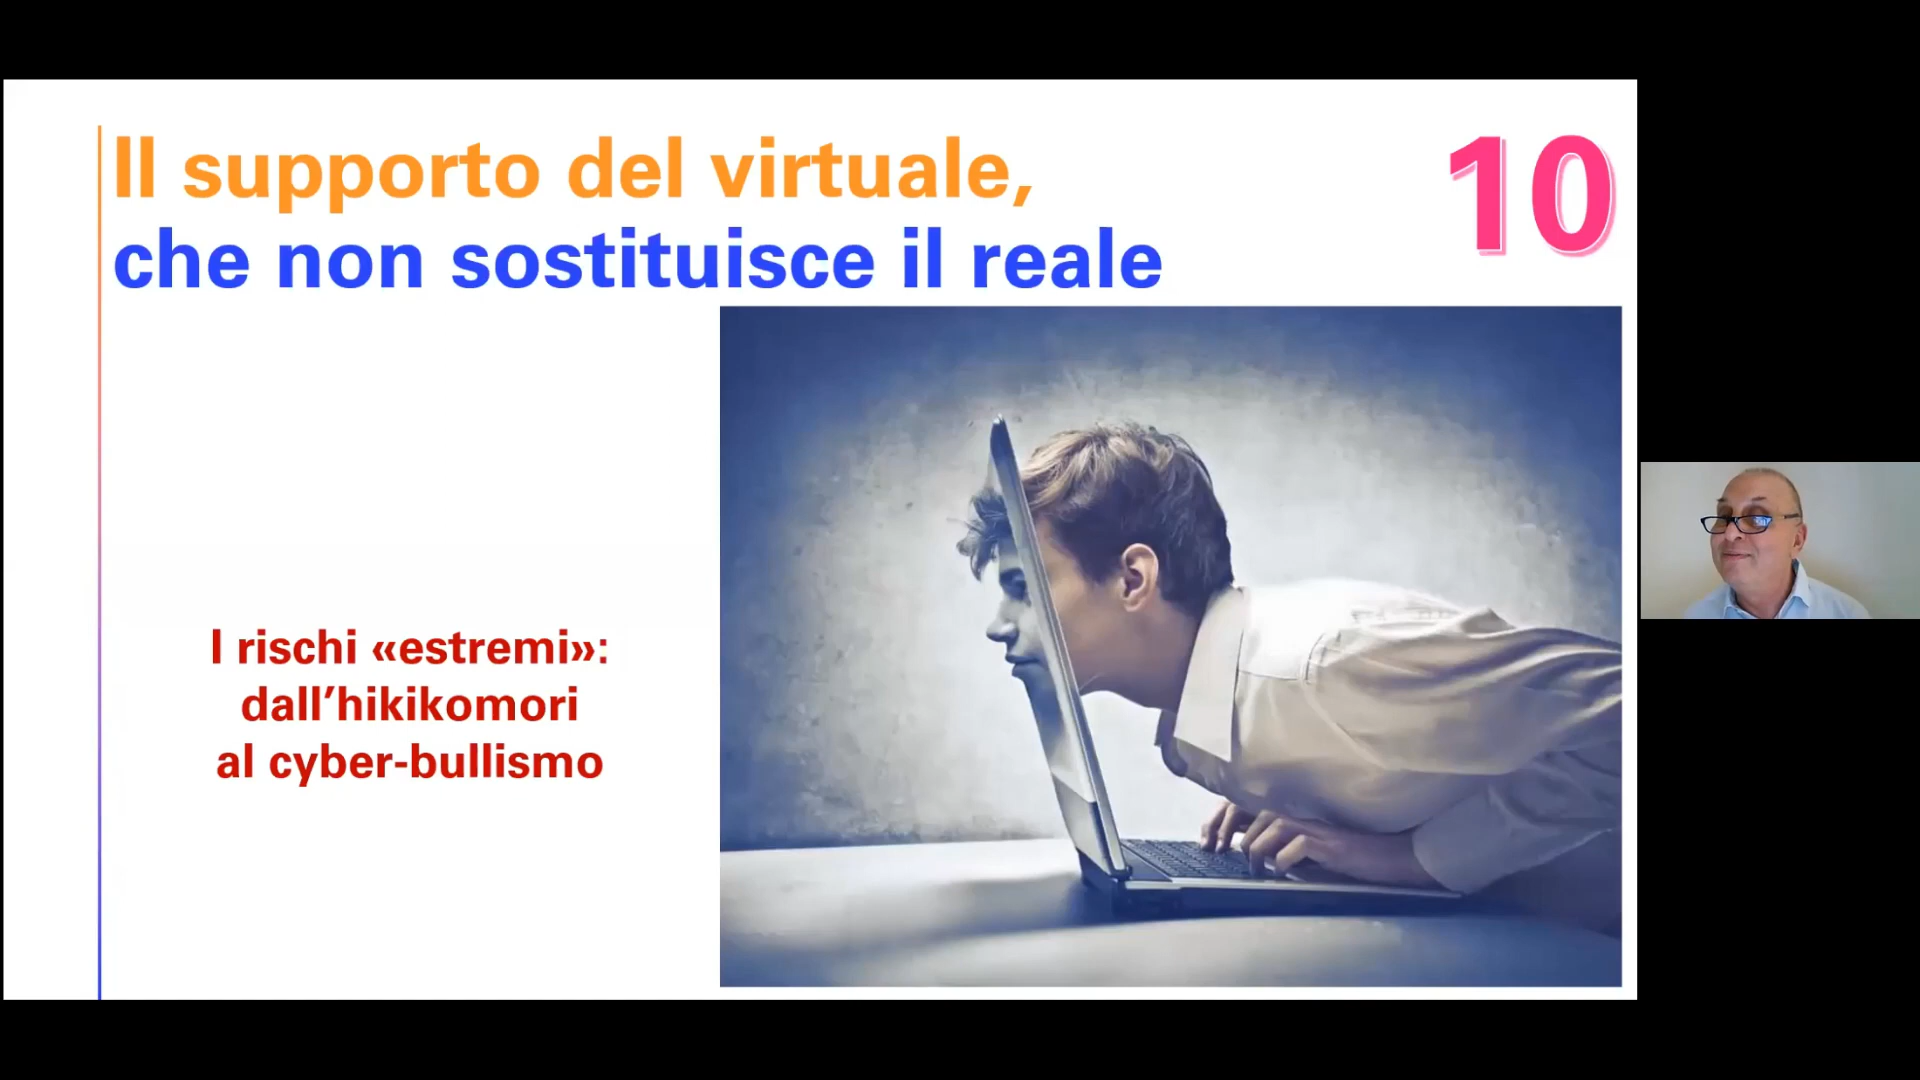 Il supporto del virtuale,
che non sostituisce il reale
10
I rischi «estremi»:
dall’hikikomori
al cyber-bullismo